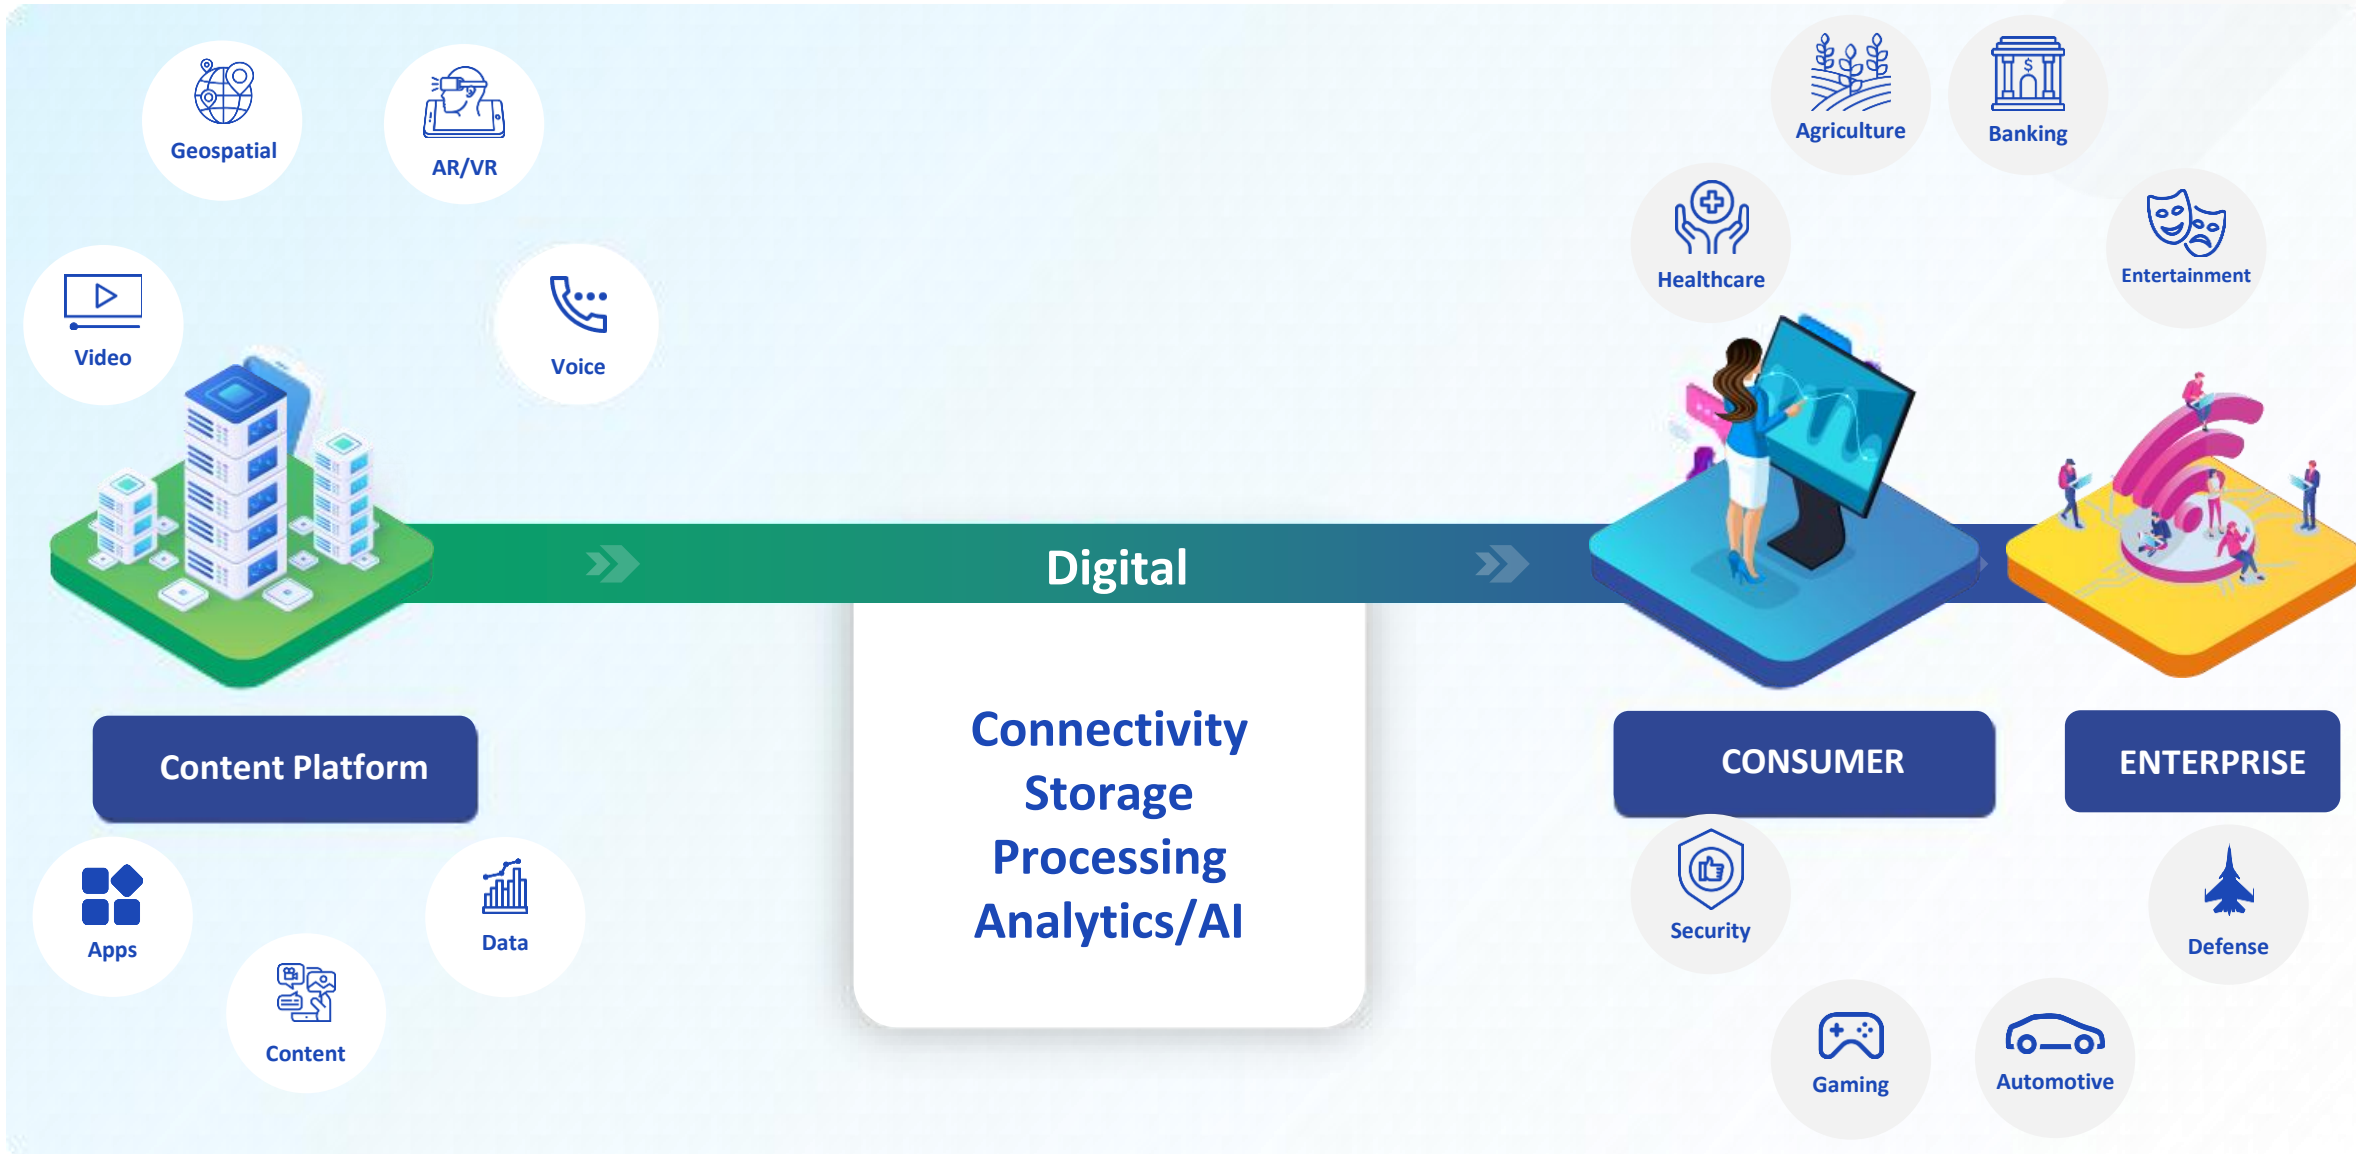 Geospatial
AR/VR
Video
Voice
Agriculture
Banking
Healthcare
Entertainment
Digital
Connectivity
Storage
Processing
Analytics/AI
Content Platform
CONSUMER
ENTERPRISE
Apps
Data
Content
Security
Defense
Gaming
Automotive